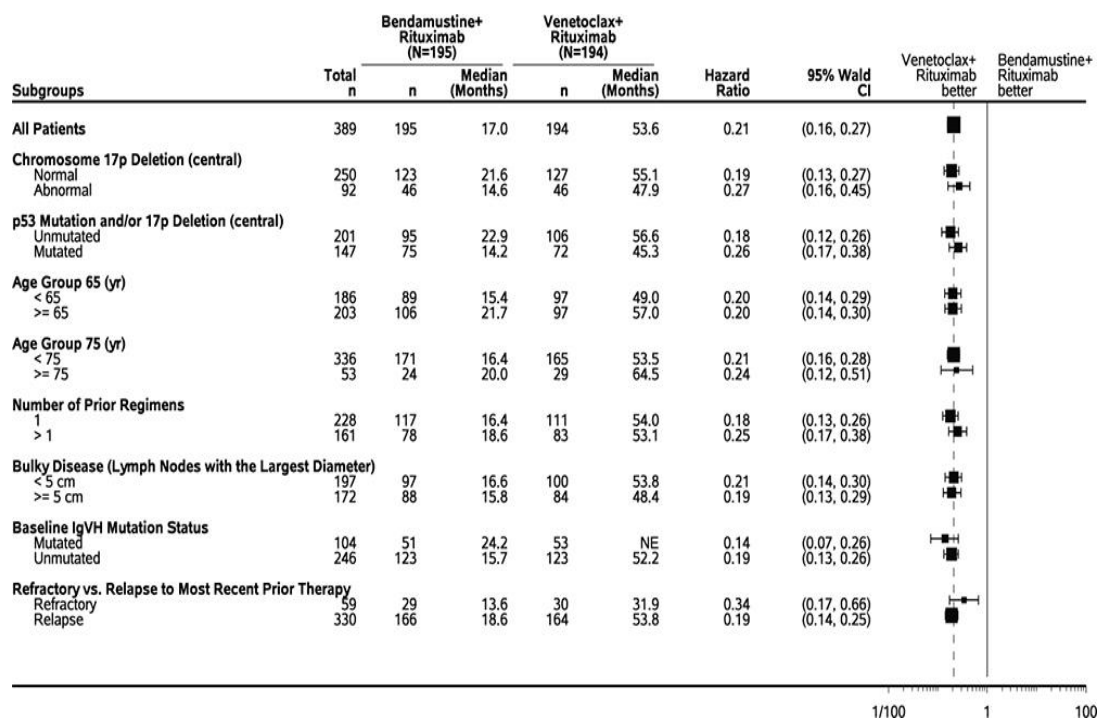 Bendamustine+ Rituximab (N=195) Venetoclax+ Rituximab (N=194) Venetoclax+ Rituximab better Bendamustine+ Rituximab better
Subgroups Total n n Median (Months) n Median (Months) Hazard Ratio 95% Wald CI
All Patients 389 195 17.0 194 53.6 0.21 (0.16, 0.27)
Chromosome 17p Deletion (central)
Normal 250 123 21.6 127 55.1 0.19 (0.13, 0.27)
Abnormal 92 46 14.6 46 47.9 0.27 (0.16, 0.45)
p53 Mutation and/or 17p Deletion (central)
Unmutated 201 95 22.9 106 56.6 0.18 (0.12, 0.26)
Mutated 147 75 14.2 72 45.3 0.26 (0.17, 0.38)
Age Group 65 (yr)
< 65 186 89 15.4 97 49.0 0.20 (0.14, 0.29)
>= 65 203 106 21.7 97 57.0 0.20 (0.14, 0.30)
Age Group 75 (yr)
< 75 336 171 16.4 165 53.5 0.21 (0.16, 0.28)
>= 75 53 24 20.0 29 64.5 0.24 (0.12, 0.51)
Number of Prior Regimens
1 228 117 16.4 111 54.0 0.18 (0.13, 0.26)
> 1 161 78 18.6 83 53.1 0.25 (0.17, 0.38)
Bulky Disease (Lymph Nodes with the Largest Diameter)
< 5 cm 197 97 16.6 100 53.8 0.21 (0.14, 0.30)
>= 5 cm 172 88 15.8 84 48.4 0.19 (0.13, 0.29)
Baseline IgVH Mutation Status
Mutated 104 51 24.2 53 NE 0.14 (0.07, 0.26)
Unmutated 246 123 15.7 123 52.2 0.19 (0.13, 0.26)
Refractory vs. Relapse to Most Recent Prior Therapy
Refractory 59 29 13.6 30 31.9 0.34 (0.17, 0.66)
Relapse 330 166 18.6 164 53.8 0.19 (0.14, 0.25)
1/100 1 100